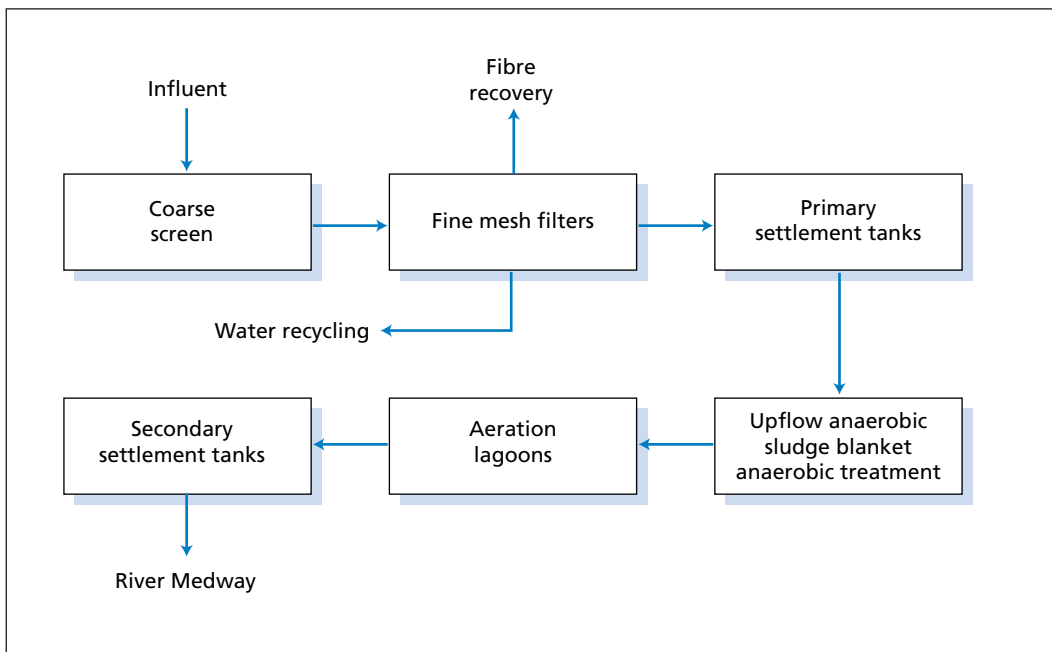 Influent
Fibre
recovery
Coarse
screen
Fine mesh filters
Primary
settlement tanks
Water recycling
Secondary
settlement tanks
Aeration
lagoons
Upflow anaerobic
sludge blanket
anaerobic treatment
River Medway